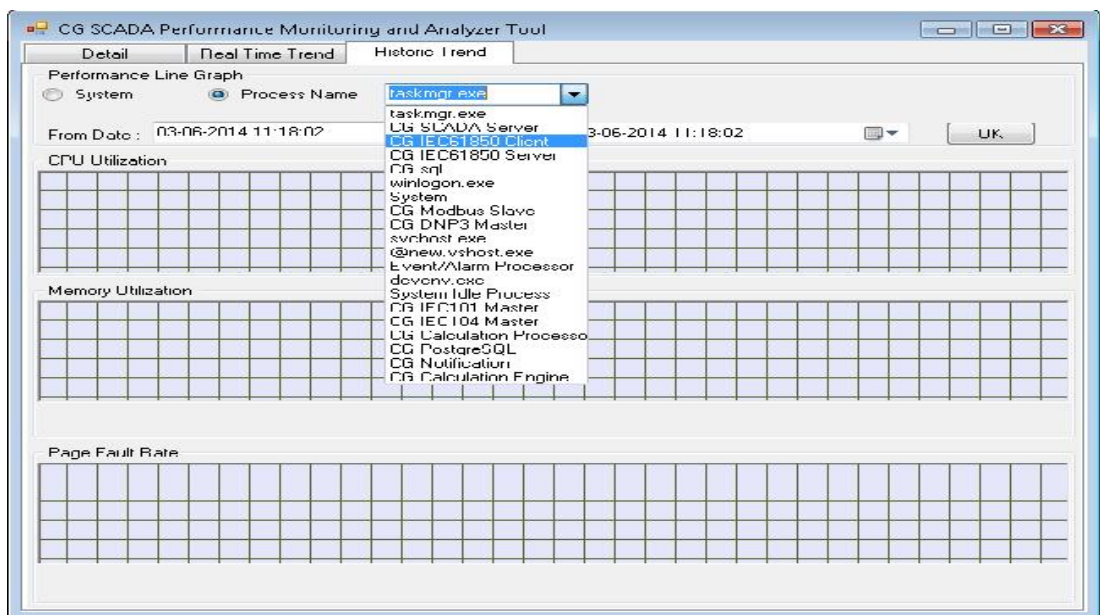 CG SCADA Performance Monitoring and Analyzer Tool
Detail Real Time Trend Historic Trend
Performance Line Graph
System Process Name taskmgr.exe
From Date : 03-06-2014 11:18:02 3-06-2014 11:18:02 OK
taskmgr.exe
CG SCADA Server
CG IEC61850 Client
CG IEC61850 Server
CG sql
winlogon.exe
System
CG Modbus Slave
CG DNP3 Master
svchost.exe
@new.vshost.exe
Event/Alarm Processor
devenv.exe
System Idle Process
CG IEC101 Master
CG IEC104 Master
CG Calculation Processo
CG PostgreSQL
CG Notification
CG Calculation Engine
CPU Utilization
Memory Utilization
Page Fault Rate